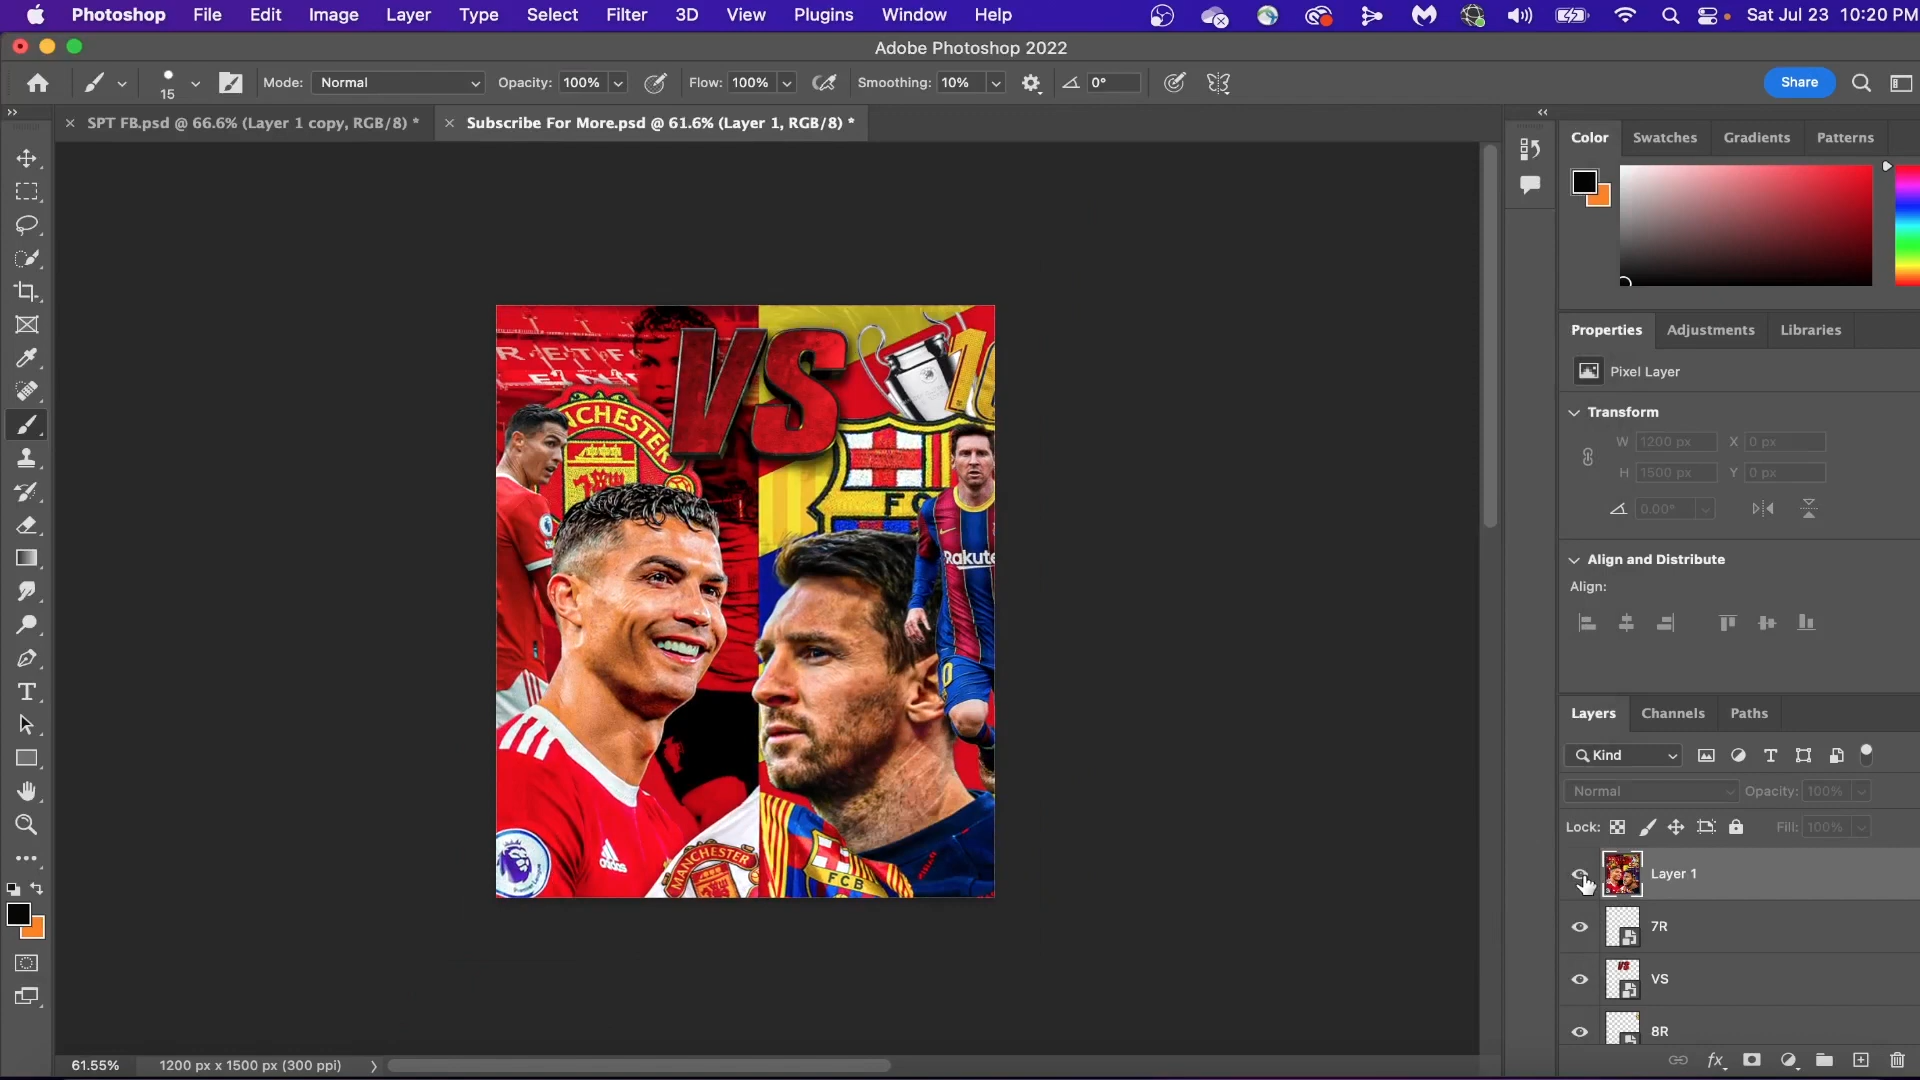 Photoshop File Edit Image Layer Type Select Filter 3D View Plugins Window Help Sat Jul 23 10:20 PM
Adobe Photoshop 2022
15 Mode: Normal Opacity: 100% Flow: 100% Smoothing: 10% 0° Share
SPT FB.psd @ 66.6% (Layer 1 copy, RGB/8) *
Subscribe For More.psd @ 61.6% (Layer 1, RGB/8) *
Color Swatches Gradients Patterns
Properties Adjustments Libraries
Pixel Layer
Transform
W 1200 px X 0 px
H 1500 px Y 0 px
0.00°
Align and Distribute
Align:
Layers Channels Paths
Kind
Normal Opacity: 100%
Lock: Fill: 100%
Layer 1
7R
VS
8R
VS
10
CHESTER
FC
Rakute
adidas
MANCHESTER
FCB
61.55% 1200 px x 1500 px (300 ppi)